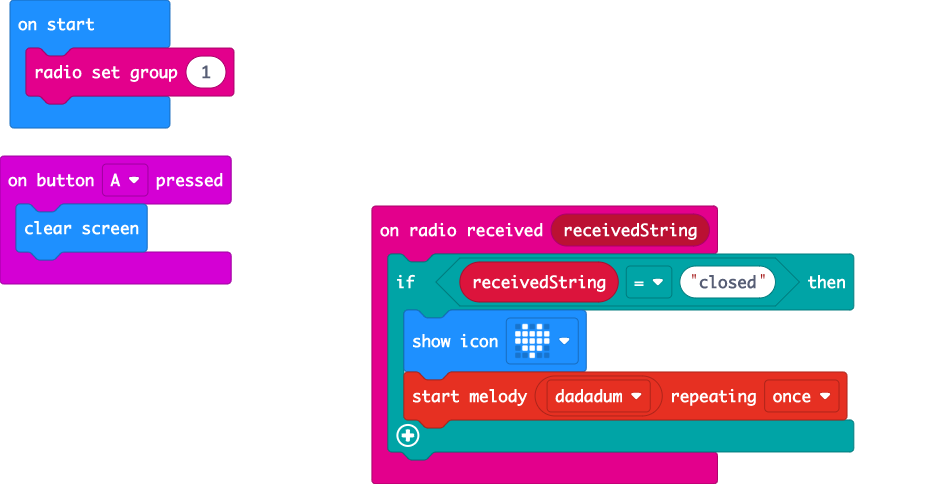 on start
radio set group 1
on button A pressed
clear screen
on radio received receivedString
if receivedString = "closed" then
show icon
start melody dadadum repeating once